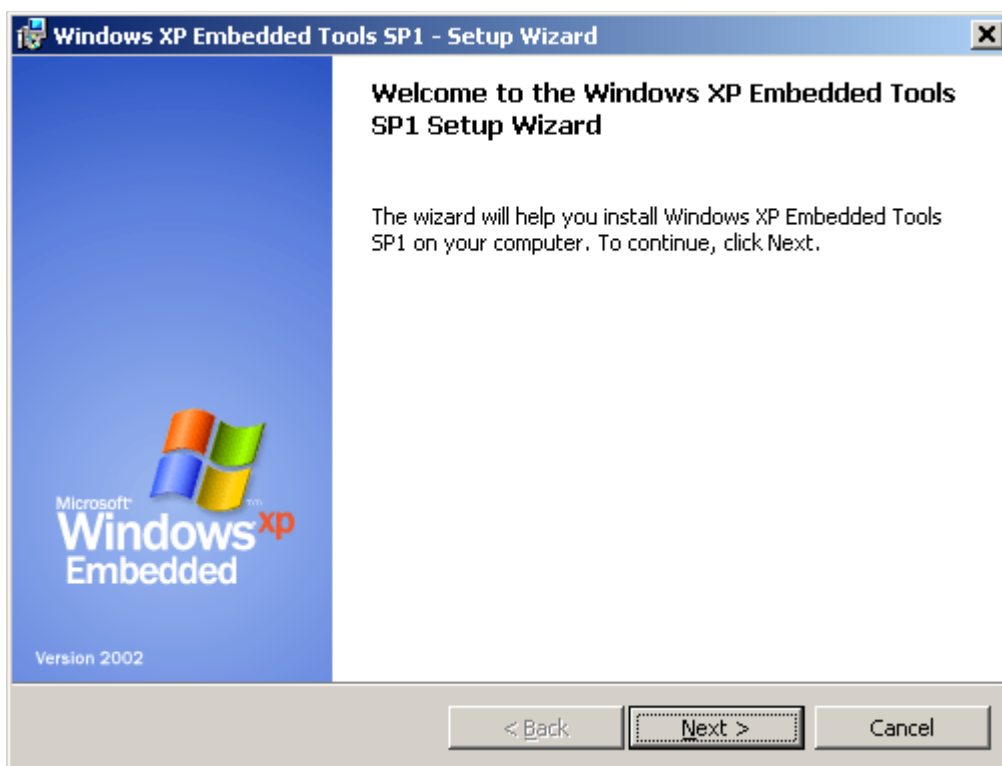 Windows XP Embedded Tools SP1 - Setup Wizard
Welcome to the Windows XP Embedded Tools
SP1 Setup Wizard
The wizard will help you install Windows XP Embedded Tools
SP1 on your computer. To continue, click Next.
Microsoft
Windows xp
Embedded
Version 2002
< Back
Next >
Cancel